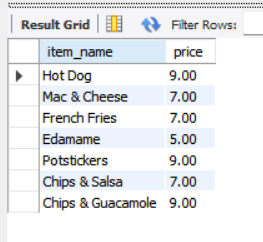 Result Grid Filter Rows:
item_name price
Hot Dog 9.00
Mac & Cheese 7.00
French Fries 7.00
Edamame 5.00
Potstickers 9.00
Chips & Salsa 7.00
Chips & Guacamole 9.00